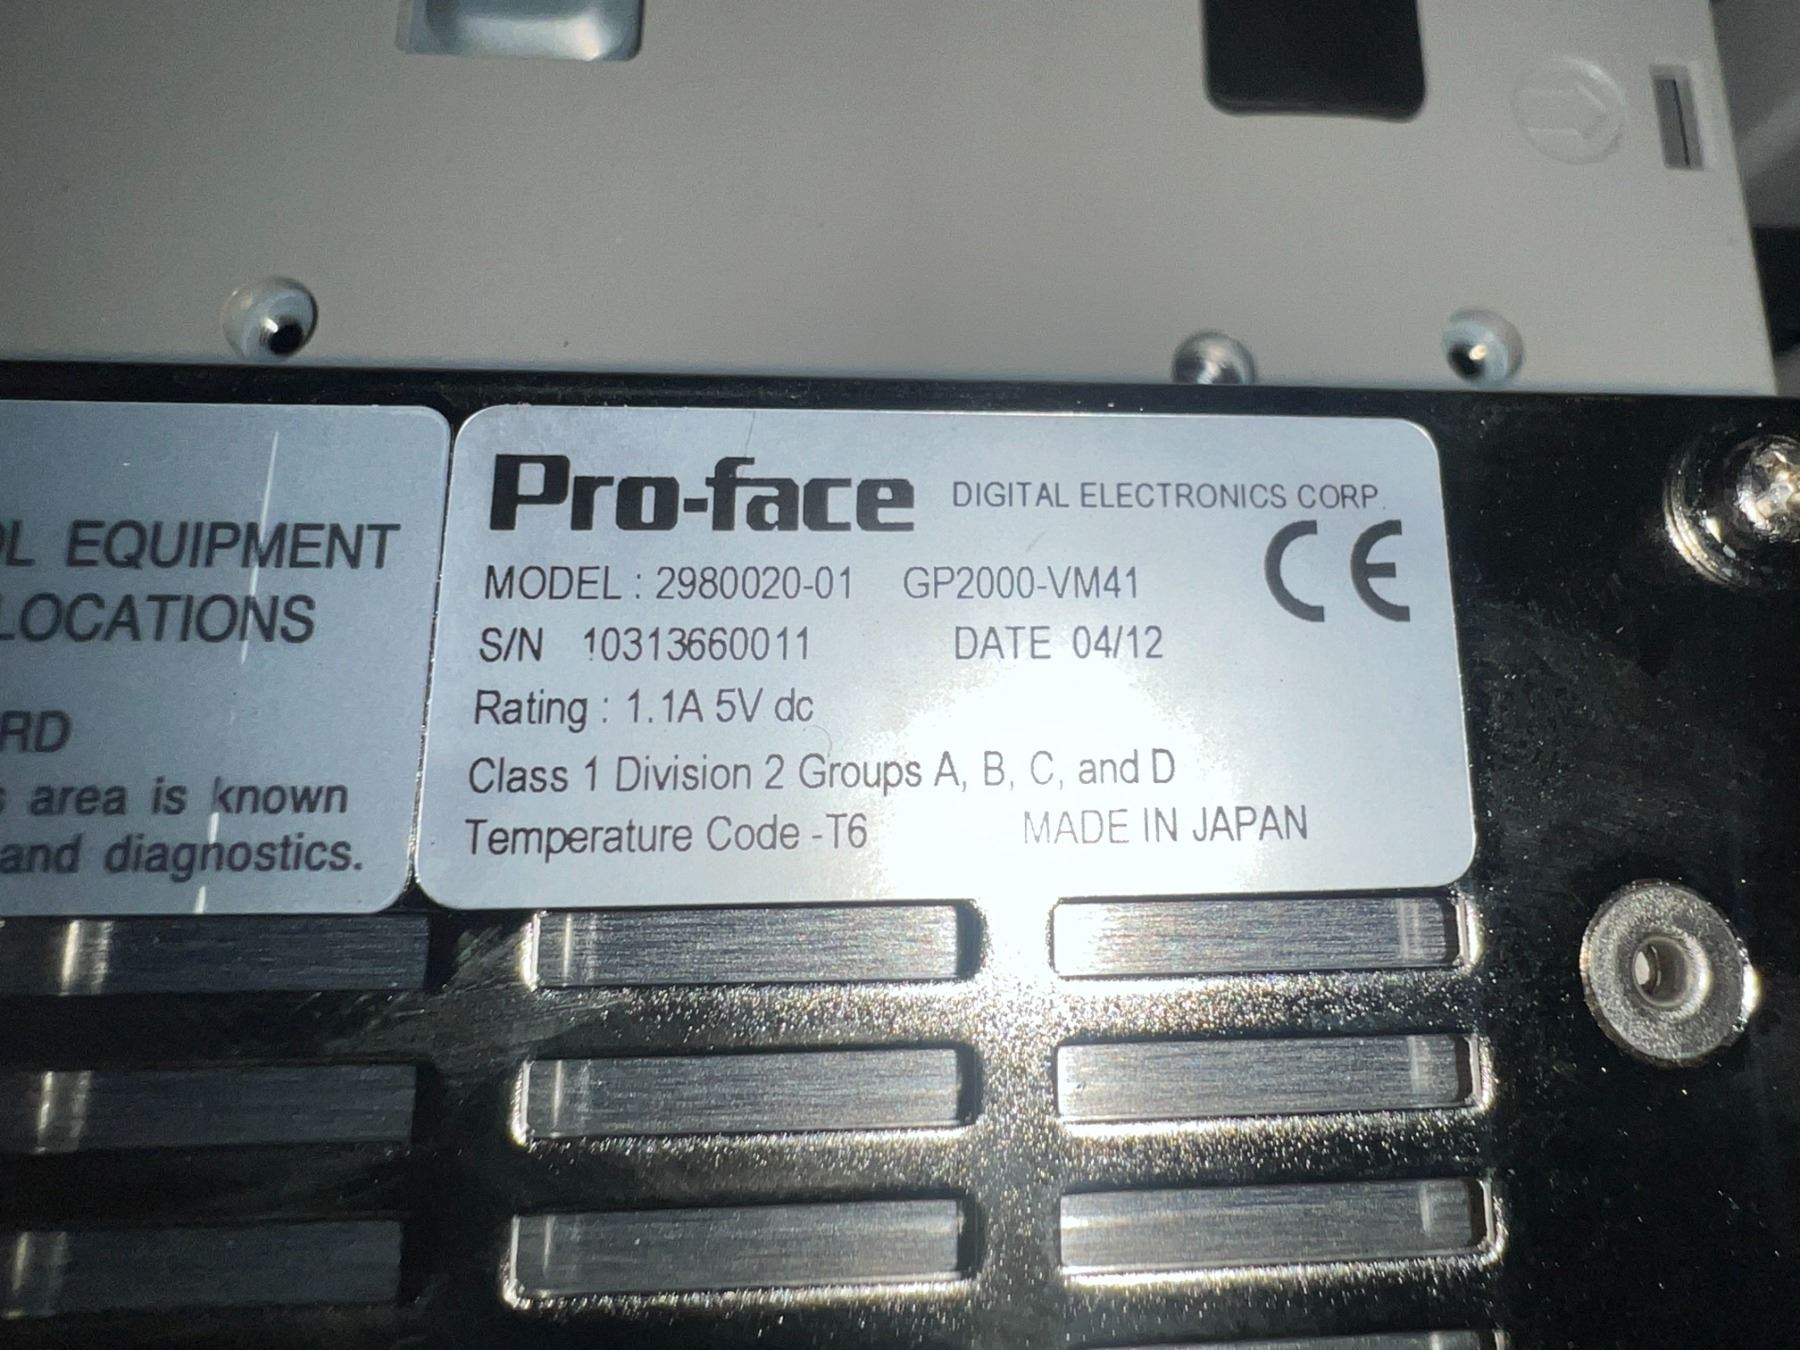 L EQUIPMENT
LOCATIONS
RD
area is known
and diagnostics.
Pro-face DIGITAL ELECTRONICS CORP.
CE
MODEL : 2980020-01 GP2000-VM41
S/N 10313660011 DATE 04/12
Rating : 1.1A 5V dc
Class 1 Division 2 Groups A, B, C, and D
Temperature Code -T6 MADE IN JAPAN